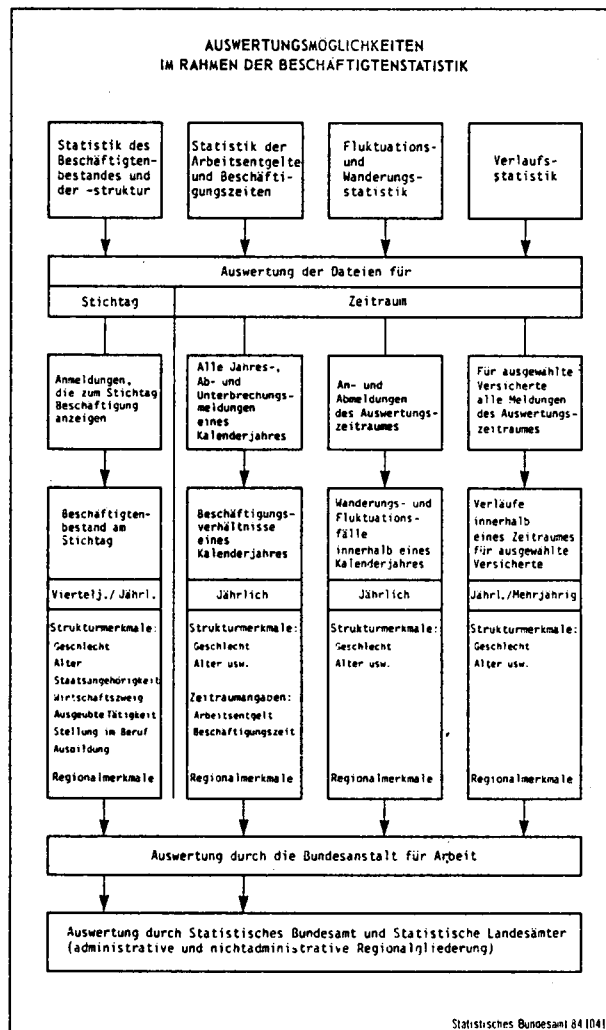 AUSWERTUNGSMÖGLICHKEITEN
IM RAHMEN DER BESCHÄFTIGTENSTATISTIK
Statistik des
Beschäftigten-
bestandes und
der -struktur
Statistik der
Arbeitsentgelte
und Beschäfti-
gungszeiten
Fluktuations-
und
Wanderungs-
statistik
Verlaufs-
statistik
Auswertung der Dateien für
Stichtag
Zeitraum
Anmeldungen,
die zum Stichtag
Beschäftigung
anzeigen
Alle Jahres-,
Ab- und
Unterbrechungs-
meldungen
eines
Kalenderjahres
An- und
Abmeldungen
des Auswertungs-
zeitraumes
Für ausgewählte
Versicherte
alle Meldungen
des Auswertungs-
zeitraumes
Beschäftigten-
bestand am
Stichtag
Beschäftigungs-
verhältnisse
eines
Kalenderjahres
Wanderungs- und
Fluktuations-
fälle
innerhalb eines
Kalenderjahres
Verläufe
innerhalb
eines Zeitraumes
für ausgewählte
Versicherte
Viertelj./Jährl.
Jährlich
Jährlich
Jährl./Mehrjährig
Strukturmerkmale:
Geschlecht
Alter
Staatsangehörigkeit
Wirtschaftszweig
Ausgeübte Tätigkeit
Stellung im Beruf
Ausbildung
Regionalmerkmale
Strukturmerkmale:
Geschlecht
Alter usw.
Zeitraumangaben:
Arbeitsentgelt
Beschäftigungszeit
Regionalmerkmale
Strukturmerkmale:
Geschlecht
Alter usw.
Regionalmerkmale
Strukturmerkmale:
Geschlecht
Alter usw.
Regionalmerkmale
Auswertung durch die Bundesanstalt für Arbeit
Auswertung durch Statistisches Bundesamt und Statistische Landesämter
(administrative und nichtadministrative Regionalgliederung)
Statistisches Bundesamt 84 1041